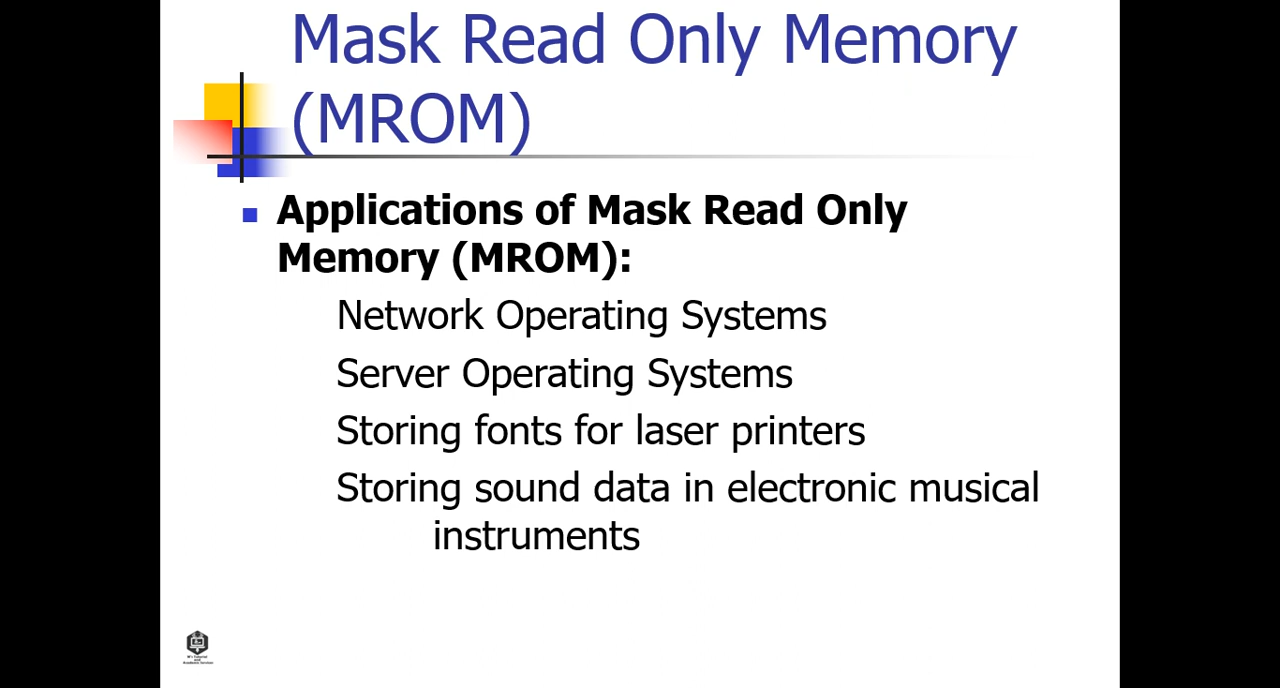 Mask Read Only Memory
(MROM)
Applications of Mask Read Only
Memory (MROM):
Network Operating Systems
Server Operating Systems
Storing fonts for laser printers
Storing sound data in electronic musical
instruments